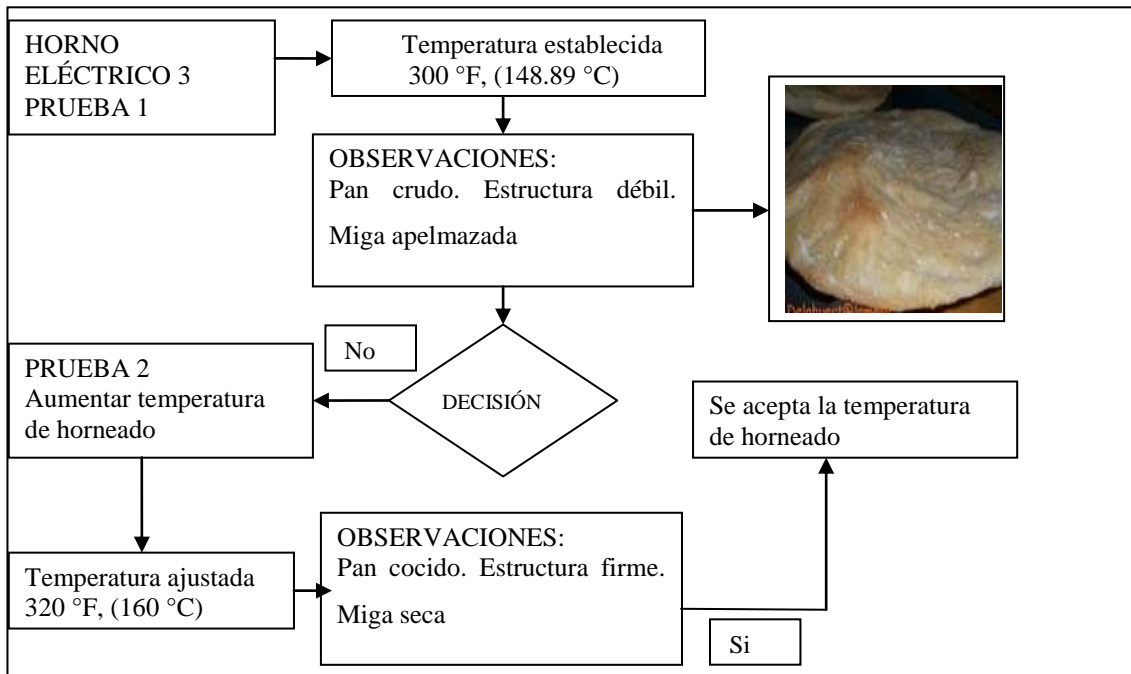 HORNO
ELÉCTRICO 3
PRUEBA 1
Temperatura establecida
300 °F, (148.89 °C)
OBSERVACIONES:
Pan crudo. Estructura débil.
Miga apelmazada
DECISIÓN
No
PRUEBA 2
Aumentar temperatura
de horneado
Temperatura ajustada
320 °F, (160 °C)
OBSERVACIONES:
Pan cocido. Estructura firme.
Miga seca
Si
Se acepta la temperatura
de horneado